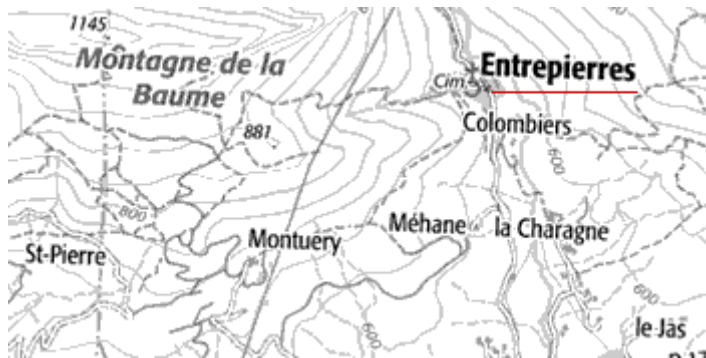 1145
Montagne de la
Baume
Entrepierres
Cim.
Colombiers
881
600
800
St-Pierre
Montuery
Méhane
la Charagne
600
600
le Jas